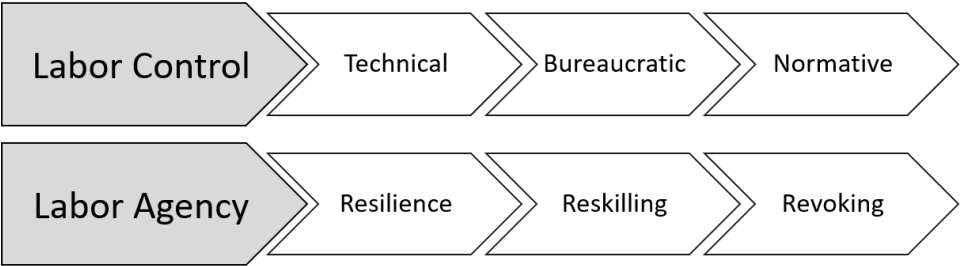 Labor Control
Technical
Bureaucratic
Normative
Labor Agency
Resilience
Reskilling
Revoking